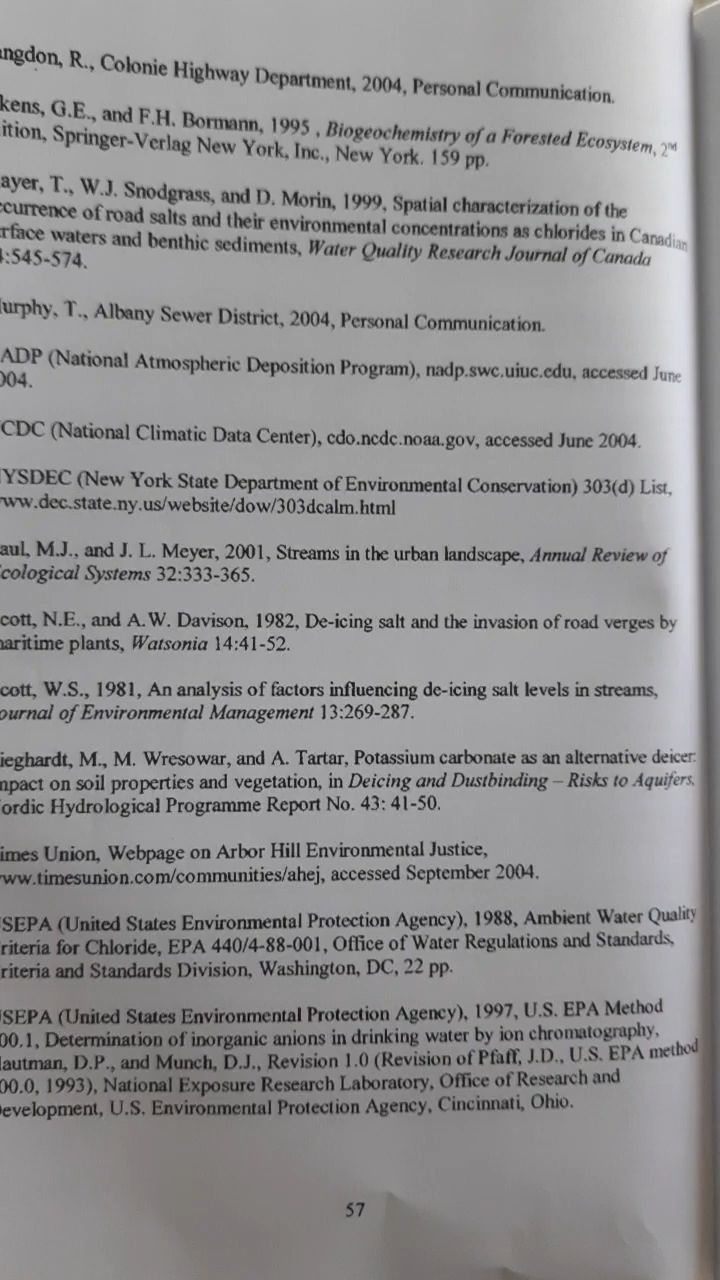 ngdon, R., Colonie Highway Department, 2004, Personal Communication.
kens, G.E., and F.H. Bormann, 1995 , Biogeochemistry of a Forested Ecosystem, 2nd
ition, Springer-Verlag New York, Inc., New York. 159 pp.
ayer, T., W.J. Snodgrass, and D. Morin, 1999, Spatial characterization of the
ccurrence of road salts and their environmental concentrations as chlorides in Canadian
rface waters and benthic sediments, Water Quality Research Journal of Canada
:545-574.
urphy, T., Albany Sewer District, 2004, Personal Communication.
ADP (National Atmospheric Deposition Program), nadp.swc.uiuc.edu, accessed June
004.
CDC (National Climatic Data Center), cdo.ncdc.noaa.gov, accessed June 2004.
YSDEC (New York State Department of Environmental Conservation) 303(d) List,
ww.dec.state.ny.us/website/dow/303dcalm.html
aul, M.J., and J. L. Meyer, 2001, Streams in the urban landscape, Annual Review of
cological Systems 32:333-365.
cott, N.E., and A.W. Davison, 1982, De-icing salt and the invasion of road verges by
aritime plants, Watsonia 14:41-52.
cott, W.S., 1981, An analysis of factors influencing de-icing salt levels in streams,
ournal of Environmental Management 13:269-287.
ieghardt, M., M. Wresowar, and A. Tartar, Potassium carbonate as an alternative deicer:
mpact on soil properties and vegetation, in Deicing and Dustbinding – Risks to Aquifers,
ordic Hydrological Programme Report No. 43: 41-50.
imes Union, Webpage on Arbor Hill Environmental Justice,
ww.timesunion.com/communities/ahej, accessed September 2004.
SEPA (United States Environmental Protection Agency), 1988, Ambient Water Quality
riteria for Chloride, EPA 440/4-88-001, Office of Water Regulations and Standards,
riteria and Standards Division, Washington, DC, 22 pp.
SEPA (United States Environmental Protection Agency), 1997, U.S. EPA Method
00.1, Determination of inorganic anions in drinking water by ion chromatography,
autman, D.P., and Munch, D.J., Revision 1.0 (Revision of Pfaff, J.D., U.S. EPA method
00.0, 1993), National Exposure Research Laboratory, Office of Research and
evelopment, U.S. Environmental Protection Agency, Cincinnati, Ohio.
57